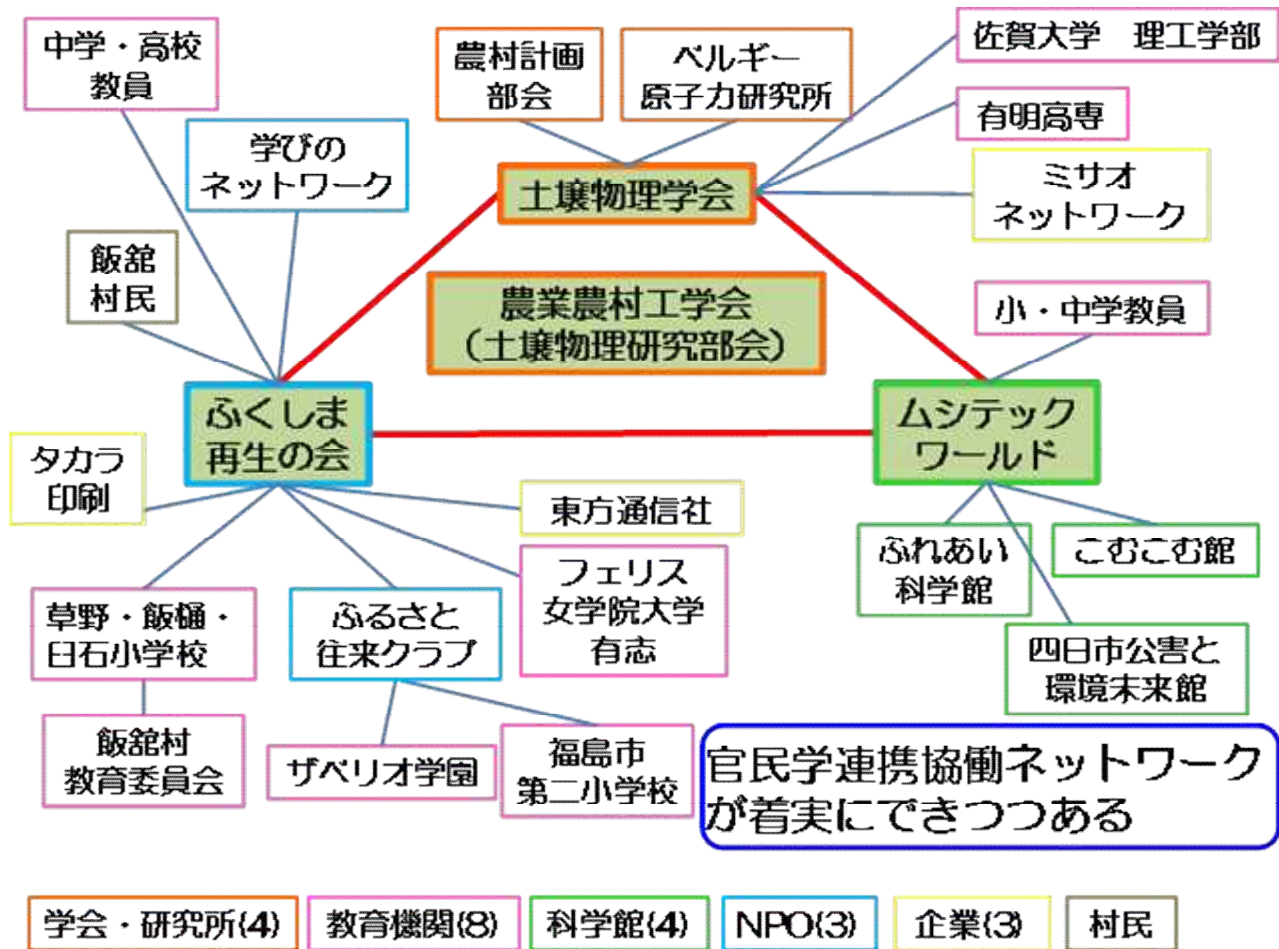 中学・高校
教員
農村計画
部会
ベルギー
原子力研究所
佐賀大学 理工学部
有明高専
学びの
ネットワーク
土壌物理学会
ミサオ
ネットワーク
飯舘
村民
農業農村工学会
(土壌物理研究部会)
小・中学教員
ふくしま
再生の会
ムシテック
ワールド
タカラ
印刷
東方通信社
ふれあい
科学館
こむこむ館
草野・飯樋・
臼石小学校
ふるさと
往来クラブ
フェリス
女学院大学
有志
四日市公害と
環境未来館
飯舘村
教育委員会
ザベリオ学園
福島市
第二小学校
官民学連携協働ネットワーク
が着実にできつつある
学会・研究所(4)
教育機関(8)
科学館(4)
NPO(3)
企業(3)
村民